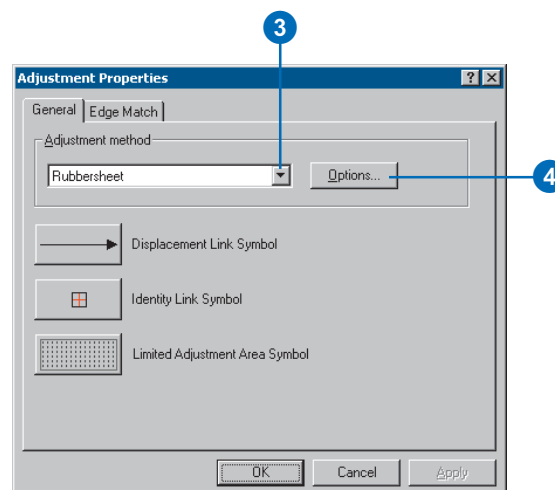 3
Adjustment Properties
General Edge Match
Adjustment method
Rubbersheet Options...
4
Displacement Link Symbol
Identity Link Symbol
Limited Adjustment Area Symbol
OK Cancel Apply